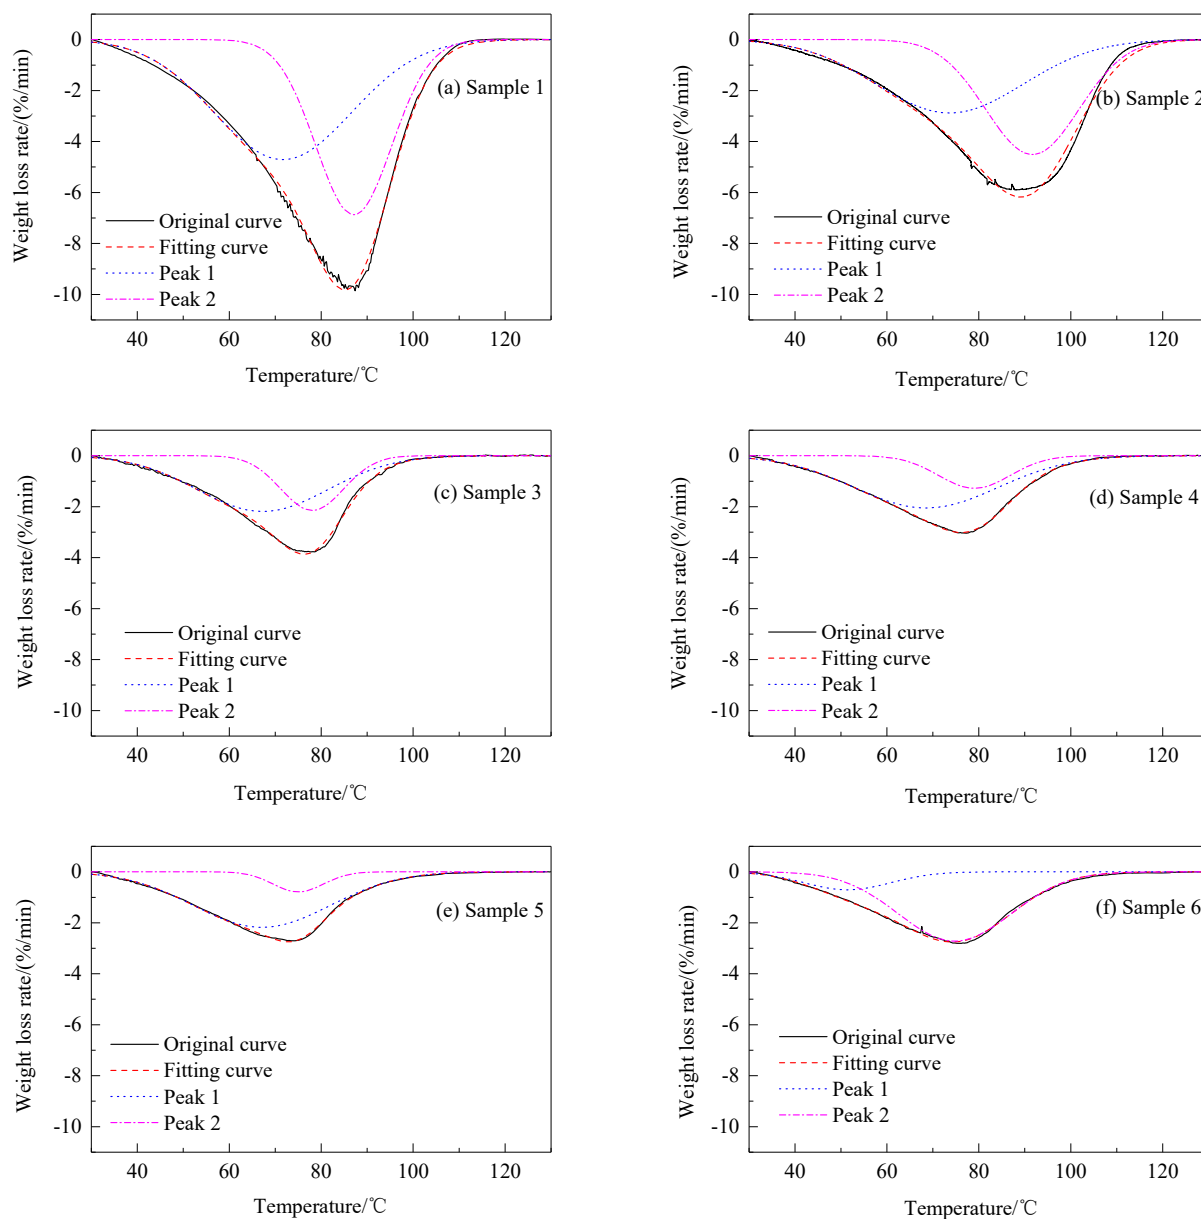 0
-2
-4
-6
-8
-10
40
60
80
100
120
Weight loss rate/(%/min)
Temperature/℃
(a) Sample 1
Original curve
Fitting curve
Peak 1
Peak 2
0
-2
-4
-6
-8
-10
40
60
80
100
120
Weight loss rate/(%/min)
Temperature/℃
(b) Sample 2
Original curve
Fitting curve
Peak 1
Peak 2
0
-2
-4
-6
-8
-10
40
60
80
100
120
Weight loss rate/(%/min)
Temperature/℃
(c) Sample 3
Original curve
Fitting curve
Peak 1
Peak 2
0
-2
-4
-6
-8
-10
40
60
80
100
120
Weight loss rate/(%/min)
Temperature/℃
(d) Sample 4
Original curve
Fitting curve
Peak 1
Peak 2
0
-2
-4
-6
-8
-10
40
60
80
100
120
Weight loss rate/(%/min)
Temperature/℃
(e) Sample 5
Original curve
Fitting curve
Peak 1
Peak 2
0
-2
-4
-6
-8
-10
40
60
80
100
120
Weight loss rate/(%/min)
Temperature/℃
(f) Sample 6
Original curve
Fitting curve
Peak 1
Peak 2